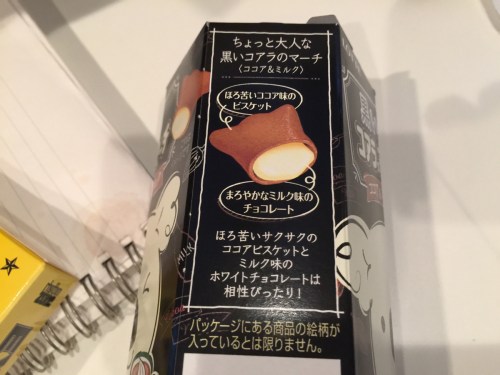 ちょっと大人な
黒いコアラのマーチ
〈ココア&ミルク〉
ほろ苦いココア味の
ビスケット
まろやかなミルク味の
チョコレート
ほろ苦いサクサクの
ココアビスケットと
ミルク味の
ホワイトチョコレートは
相性ぴったり!
パッケージにある商品の絵柄が
入っているとは限りません。
MILK